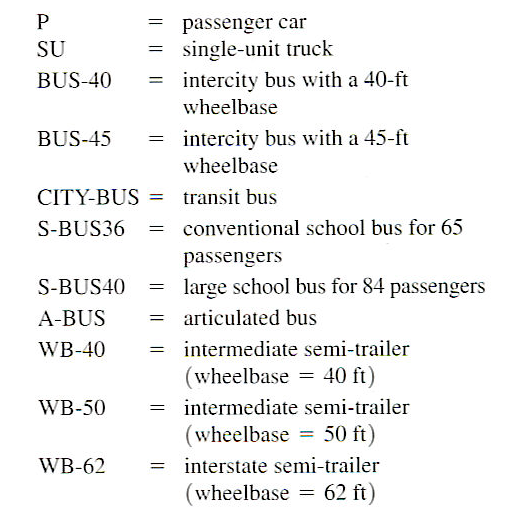 P = passenger car
SU = single-unit truck
BUS-40 = intercity bus with a 40-ft
wheelbase
BUS-45 = intercity bus with a 45-ft
wheelbase
CITY-BUS = transit bus
S-BUS36 = conventional school bus for 65
passengers
S-BUS40 = large school bus for 84 passengers
A-BUS = articulated bus
WB-40 = intermediate semi-trailer
(wheelbase = 40 ft)
WB-50 = intermediate semi-trailer
(wheelbase = 50 ft)
WB-62 = interstate semi-trailer
(wheelbase = 62 ft)